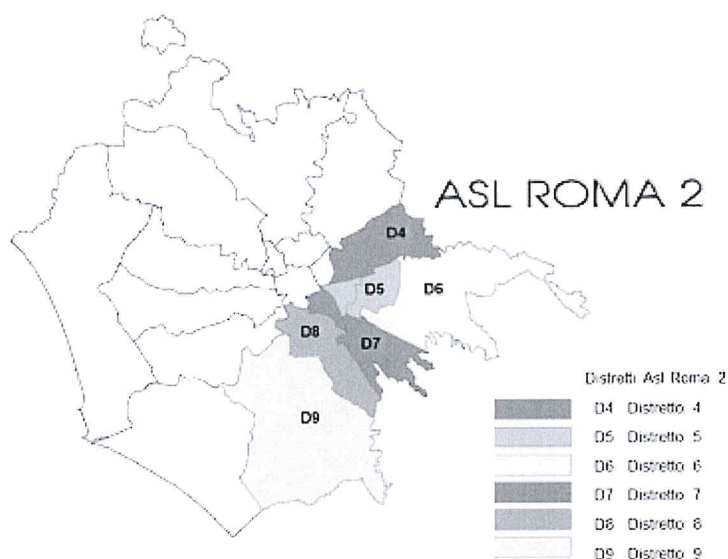 ASL ROMA 2
D4
D5
D6
D8
D7
D9
Distretti Asl Roma 2
D4 Distretto 4
D5 Distretto 5
D6 Distretto 6
D7 Distretto 7
D8 Distretto 8
D9 Distretto 9